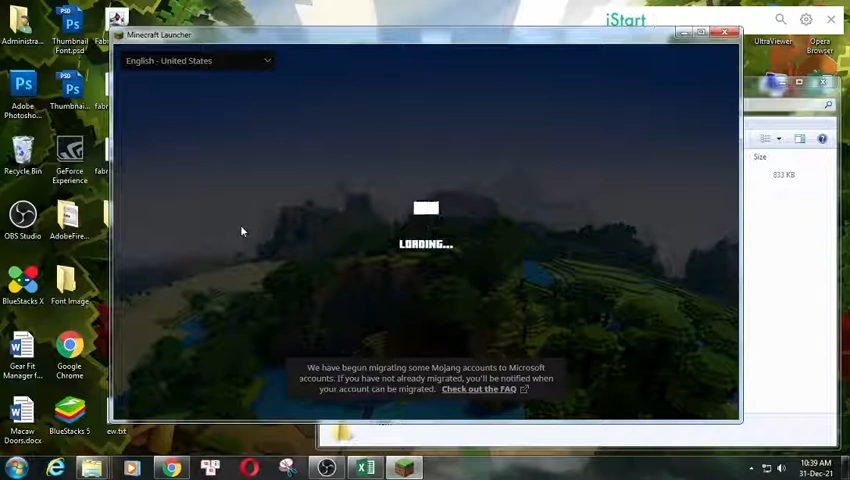 iStart
Minecraft Launcher
English - United States
LOADING...
We have begun migrating some Mojang accounts to Microsoft
accounts. If you have not already migrated, you'll be notified when
your account can be migrated. Check out the FAQ
Administra...
Thumbnail
Font.psd
UltraViewer
Opera
Browser
Adobe
Photosho...
Thumbnai...
fabri
Size
833 KB
Recycle Bin
GeForce
Experience
fabri
OBS Studio
AdobeFire...
BlueStacks X
Font Image
Gear Fit
Manager f...
Google
Chrome
Macaw
Doors.docx
BlueStacks 5
ew.txt
10:39 AM
31-Dec-21